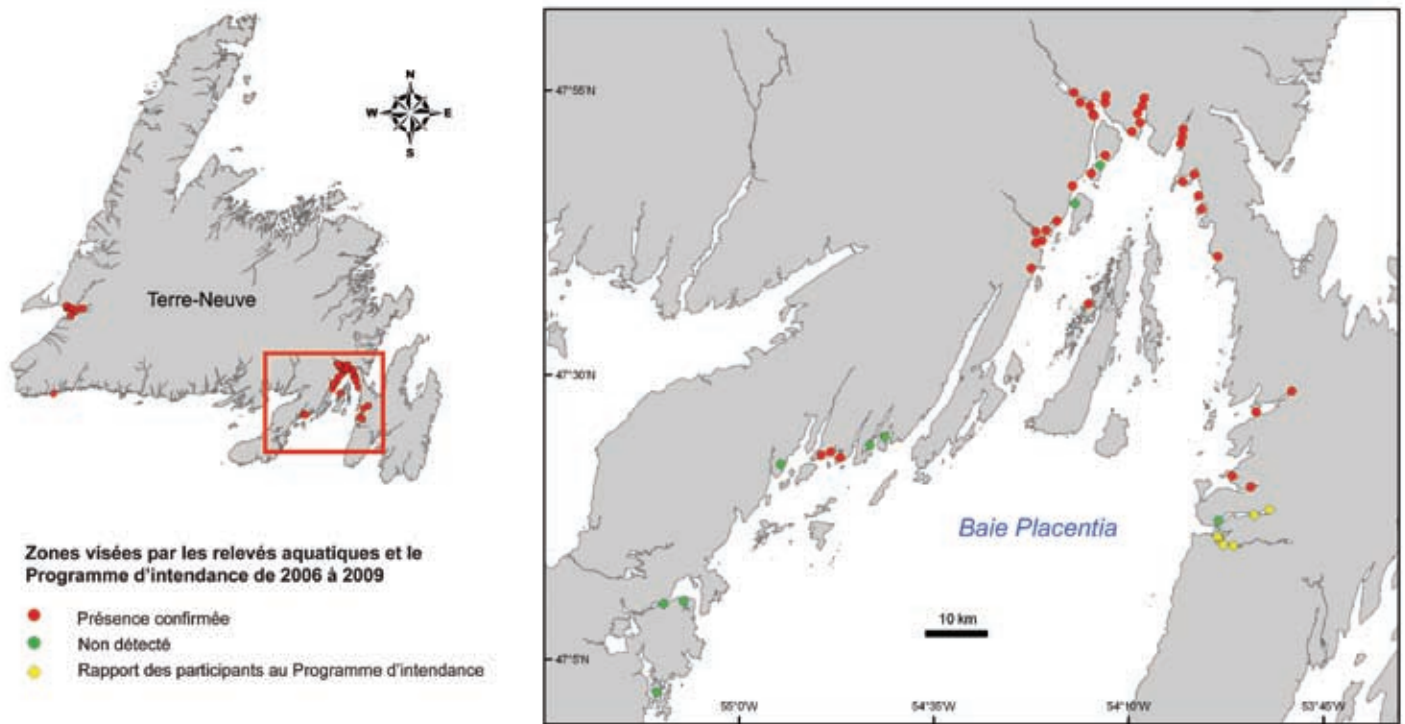 N
W
E
S
Terre-Neuve
Zones visées par les relevés aquatiques et le
Programme d'intendance de 2006 à 2009
Présence confirmée
Non détecté
Rapport des participants au Programme d'intendance
47°55'N
47°30'N
47°5'N
Baie Placentia
10 km
55°0'W
54°35'W
54°10'W
53°45'W